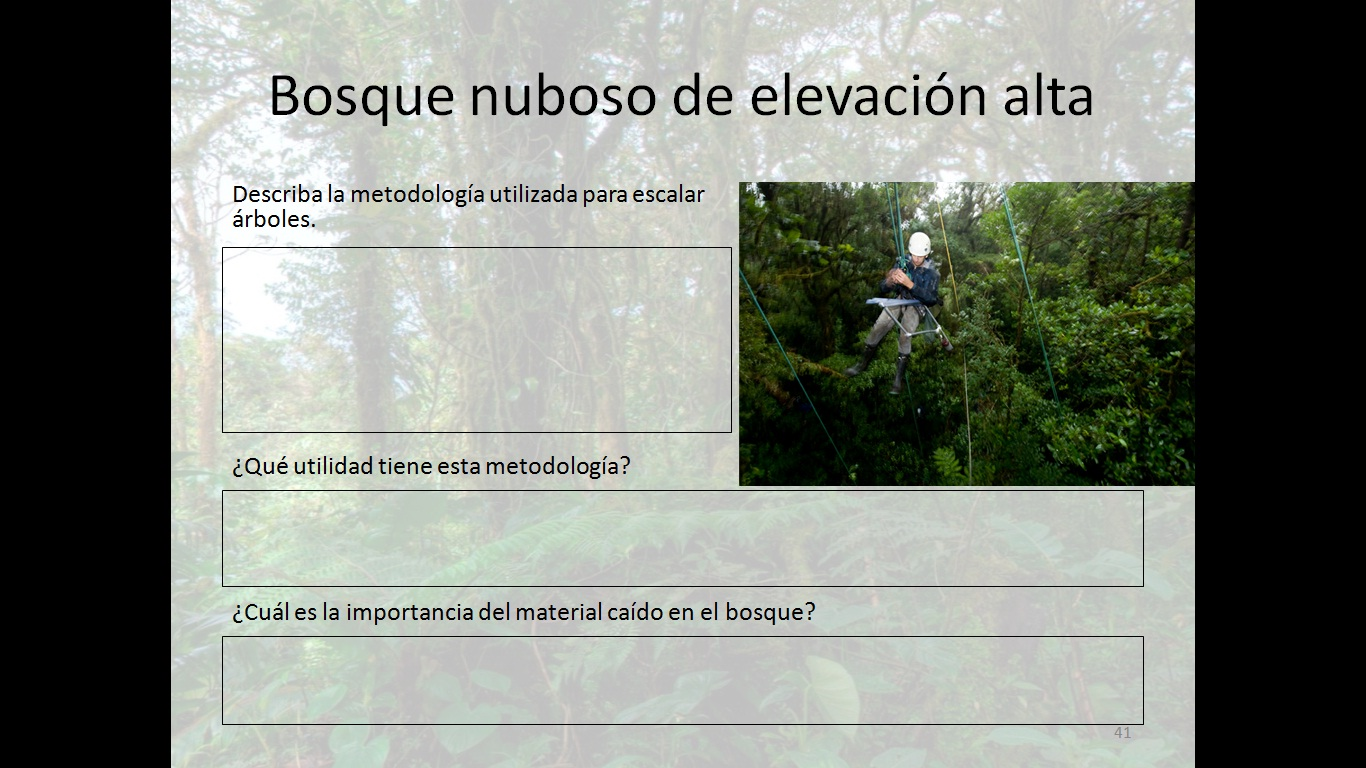 Bosque nuboso de elevación alta
Describa la metodología utilizada para escalar
árboles.
¿Qué utilidad tiene esta metodología?
¿Cuál es la importancia del material caído en el bosque?
41